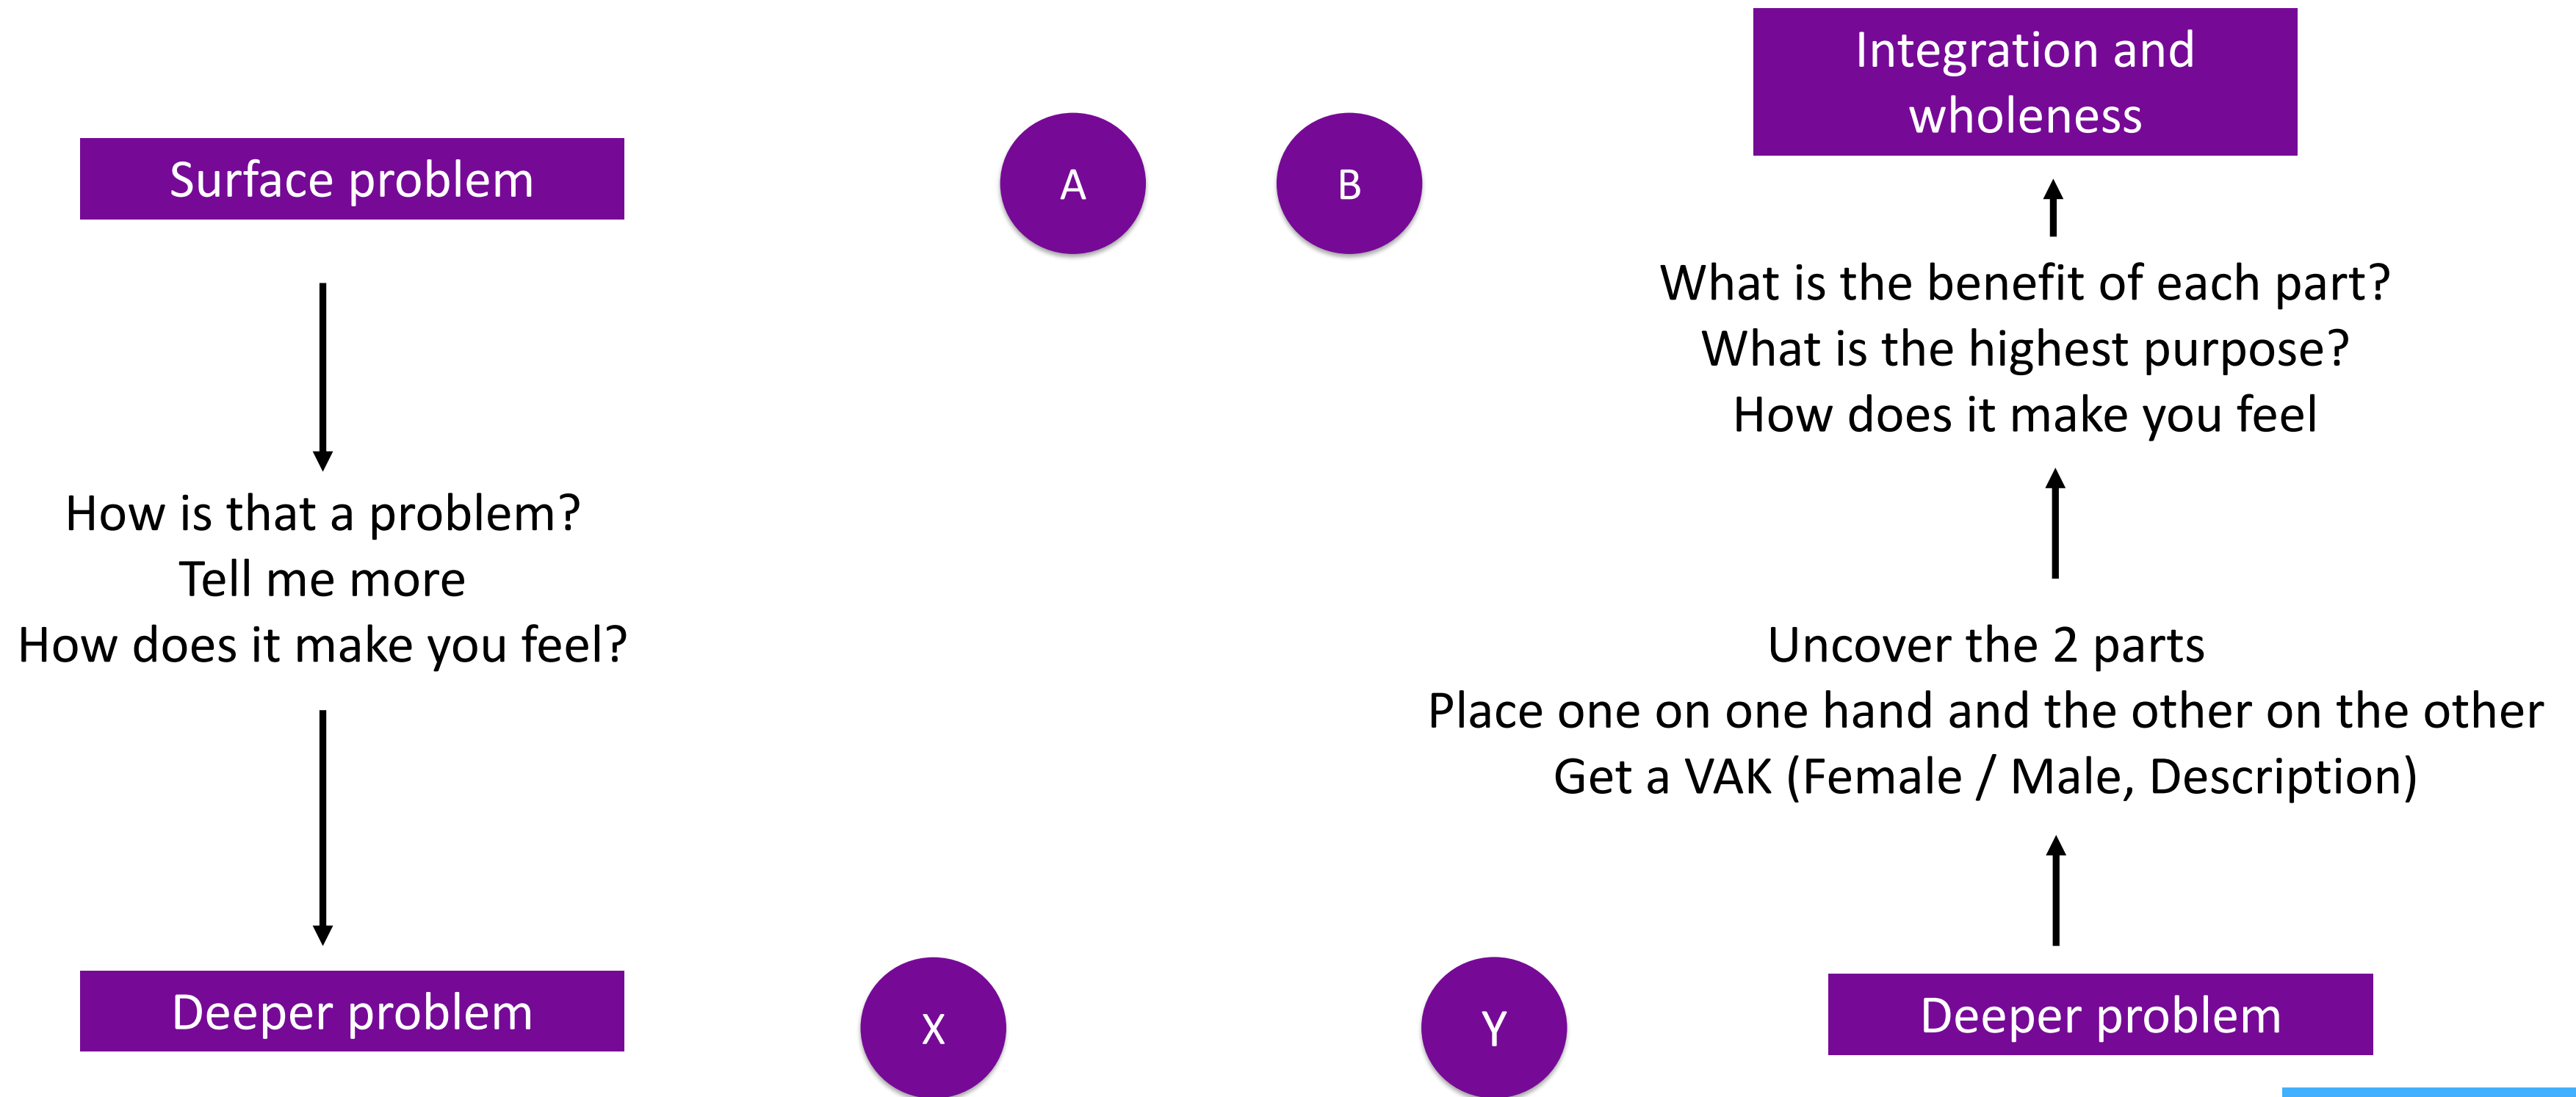 Surface problem
How is that a problem?
Tell me more
How does it make you feel?
Deeper problem
A
B
X
Y
Integration and
wholeness
What is the benefit of each part?
What is the highest purpose?
How does it make you feel
Uncover the 2 parts
Place one on one hand and the other on the other
Get a VAK (Female / Male, Description)
Deeper problem